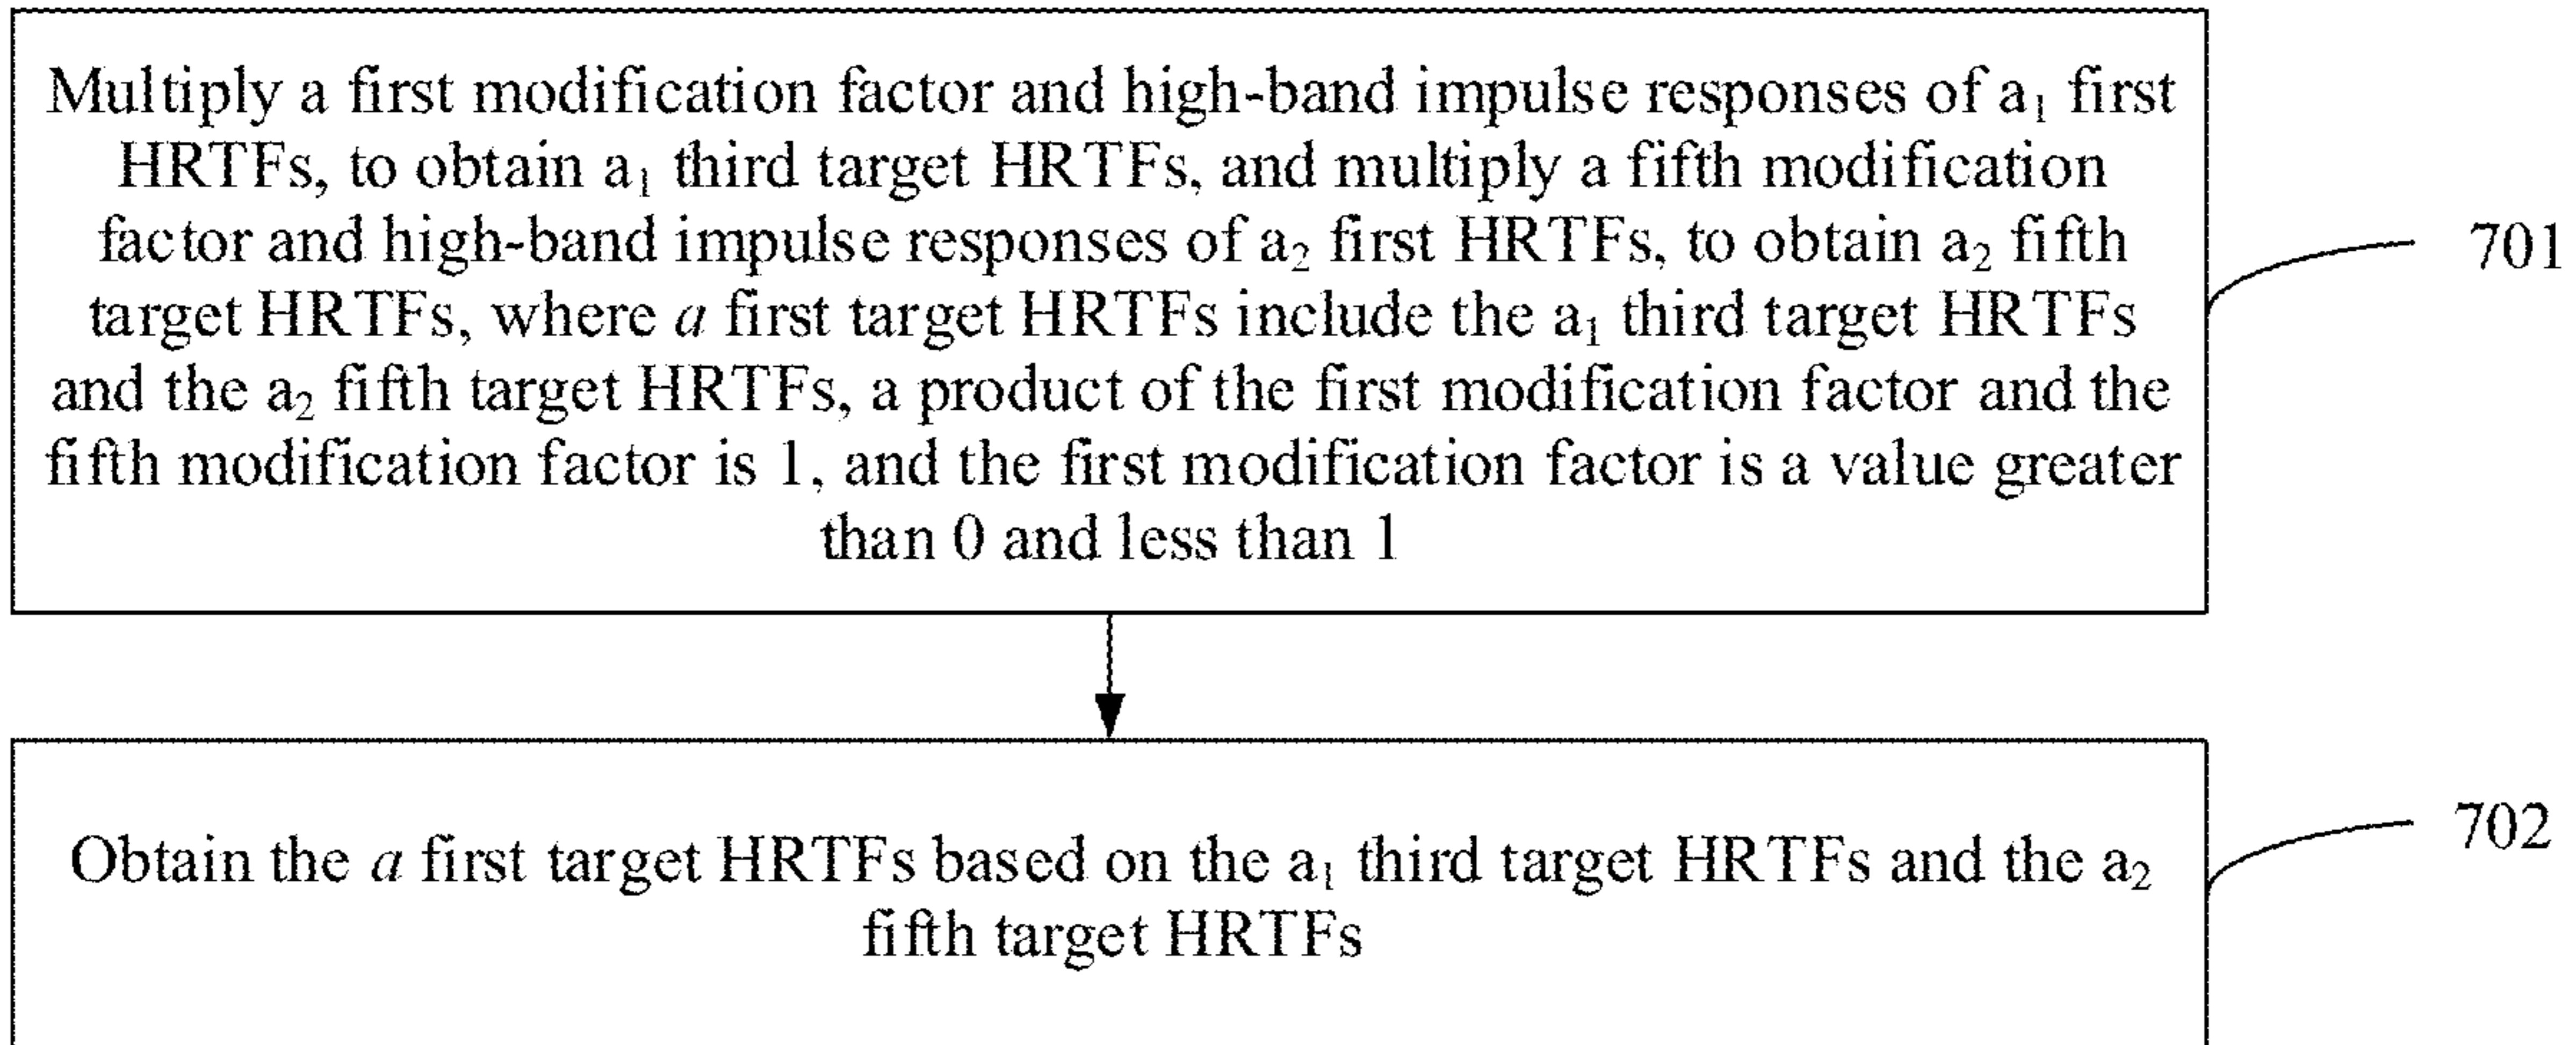 Multiply a first modification factor and high-band impulse responses of a₁ first
HRTFs, to obtain a₁ third target HRTFs, and multiply a fifth modification
factor and high-band impulse responses of a₂ first HRTFs, to obtain a₂ fifth
target HRTFs, where a first target HRTFs include the a₁ third target HRTFs
and the a₂ fifth target HRTFs, a product of the first modification factor and the
fifth modification factor is 1, and the first modification factor is a value greater
than 0 and less than 1
701
Obtain the a first target HRTFs based on the a₁ third target HRTFs and the a₂
fifth target HRTFs
702